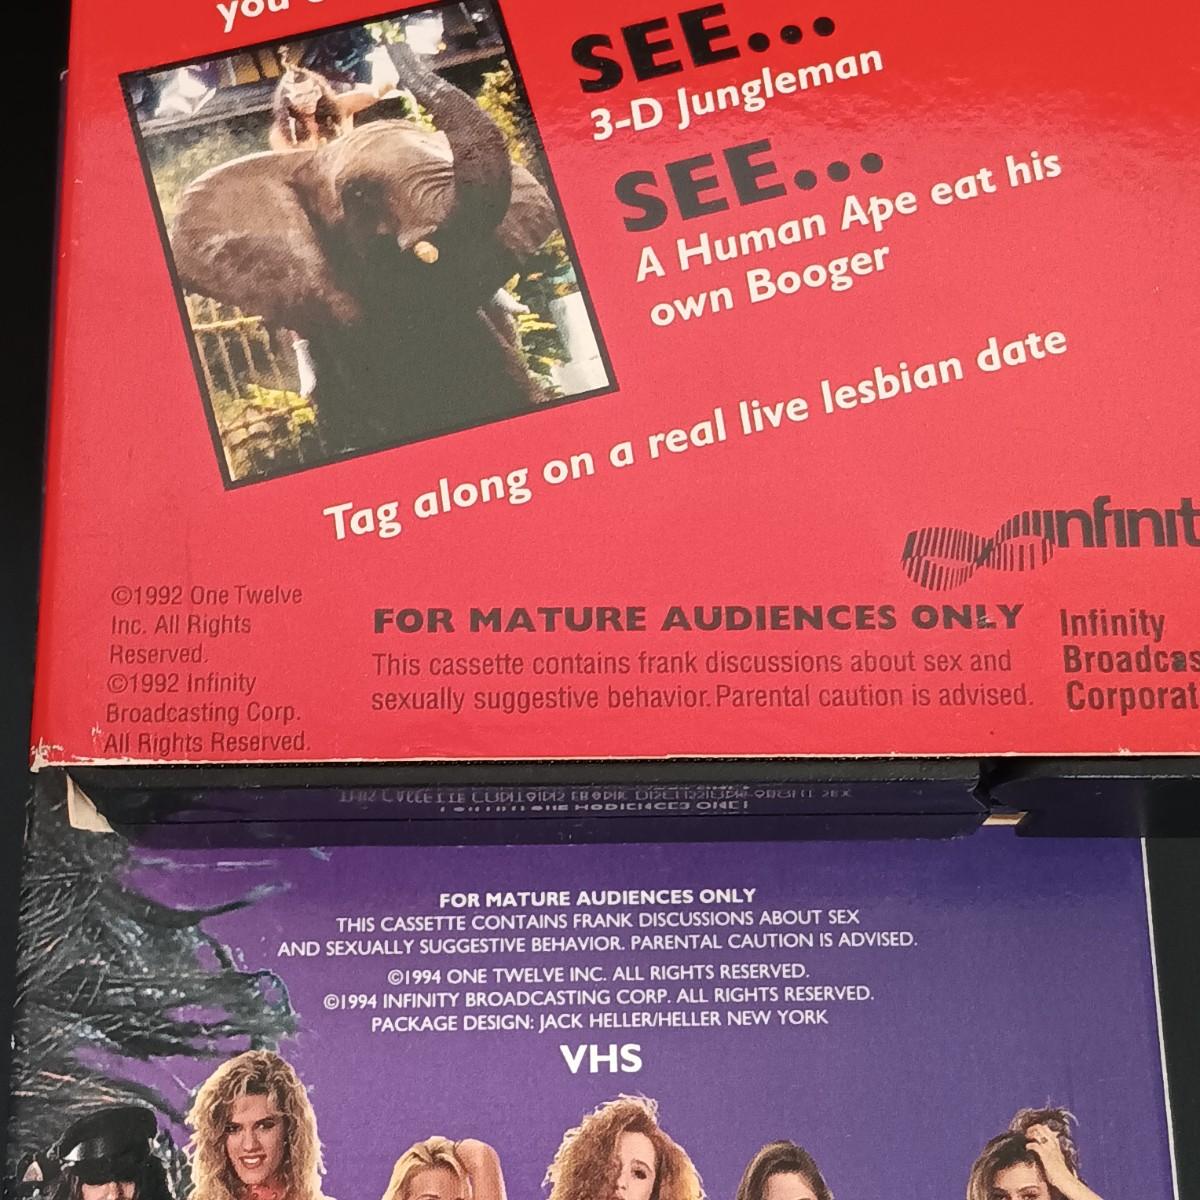 you
SEE...
3-D Jungleman
SEE...
A Human Ape eat his
own Booger
Tag along on a real live lesbian date
infinit
©1992 One Twelve
Inc. All Rights
Reserved.
©1992 Infinity
Broadcasting Corp.
All Rights Reserved.
FOR MATURE AUDIENCES ONLY
This cassette contains frank discussions about sex and
sexually suggestive behavior. Parental caution is advised.
Infinity
Broadcas
Corporat
FOR MATURE AUDIENCES ONLY
THIS CASSETTE CONTAINS FRANK DISCUSSIONS ABOUT SEX
AND SEXUALLY SUGGESTIVE BEHAVIOR. PARENTAL CAUTION IS ADVISED.
©1994 ONE TWELVE INC. ALL RIGHTS RESERVED.
©1994 INFINITY BROADCASTING CORP. ALL RIGHTS RESERVED.
PACKAGE DESIGN: JACK HELLER/HELLER NEW YORK
VHS